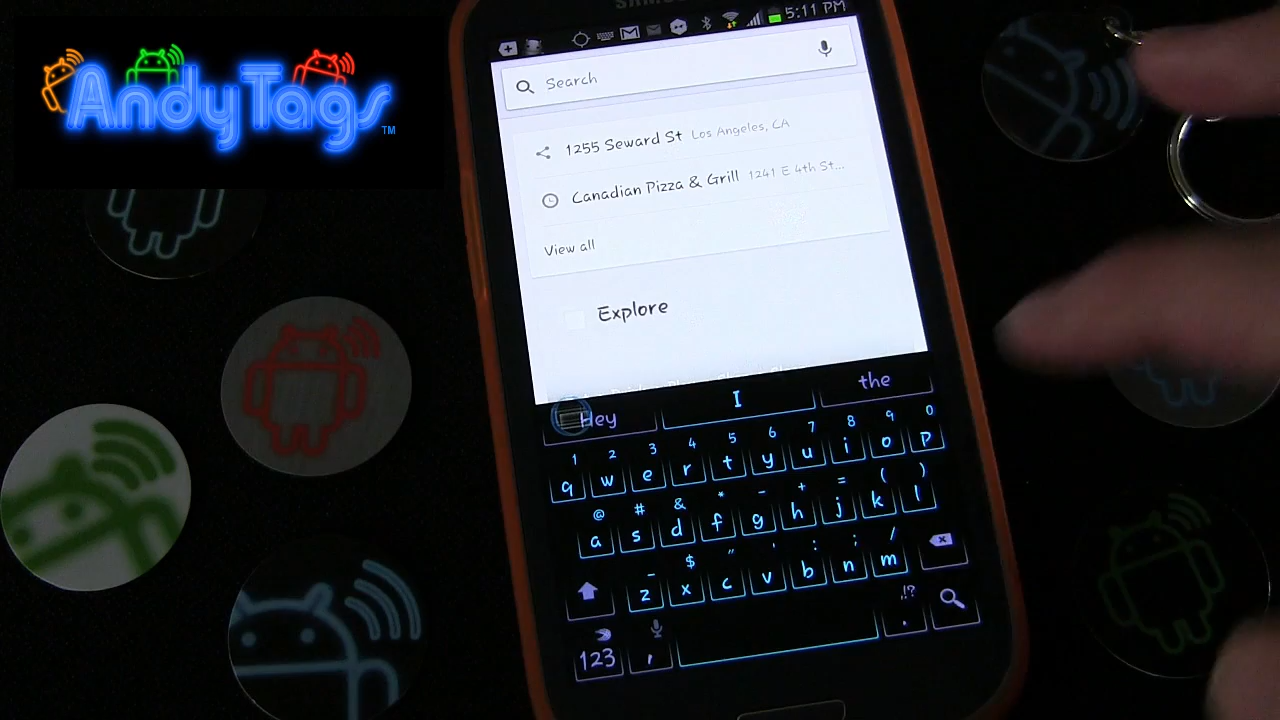 AndyTags
TM
5:11 PM
Search
1255 Seward St Los Angeles, CA
Canadian Pizza & Grill 1241 E 4th St...
View all
Explore
Hey I the
1 2 3 4 5 6 7 8 9 0
q w e r t y u i o p
@ # & * - + = ( )
a s d f g h j k l
_ $ " ' : ; /
z x c v b n m
,!?
123 , .